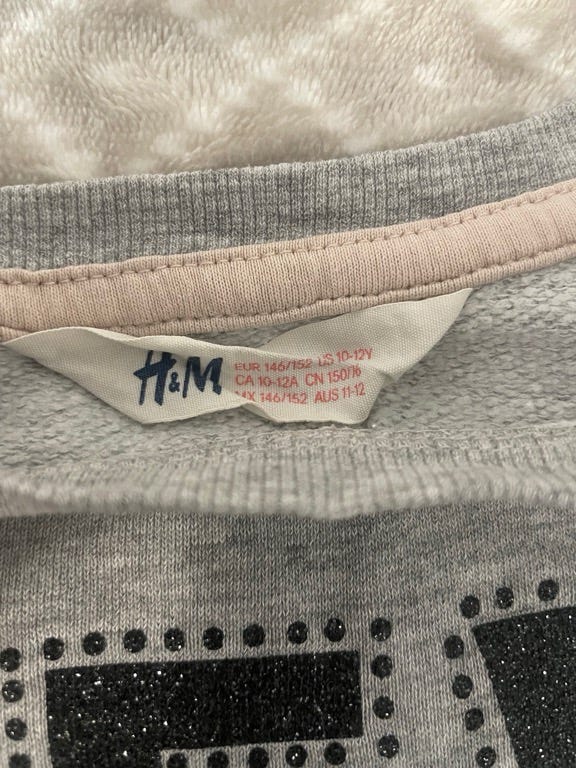 H&M
EUR 146/152 US 10-12Y
CA 10-12A CN 150/76
MX 146/152 AUS 11-12